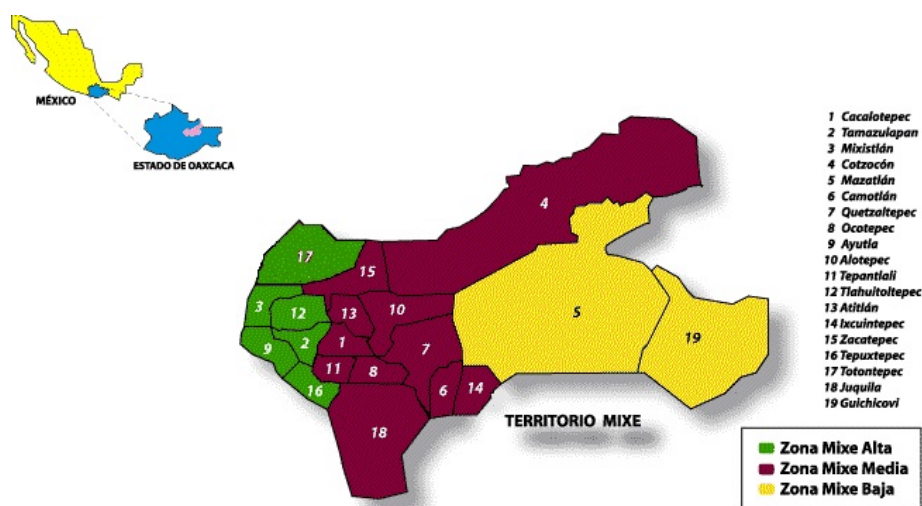 MÉXICO
ESTADO DE OAXCACA
1 Cacalotepec
2 Tamazulapan
3 Mixistlán
4 Cotzocón
5 Mazatlán
6 Camotlán
7 Quetzaltepec
8 Ocotepec
9 Ayutla
10 Alotepec
11 Tepantlali
12 Tlahuitoltepec
13 Atitlán
14 Ixcuintepec
15 Zacatepec
16 Tepuxtepec
17 Totontepec
18 Juquila
19 Guichicovi
4
17
15
3
12
13
10
5
19
9
2
1
7
11
8
16
6
14
18
TERRITORIO MIXE
Zona Mixe Alta
Zona Mixe Media
Zona Mixe Baja